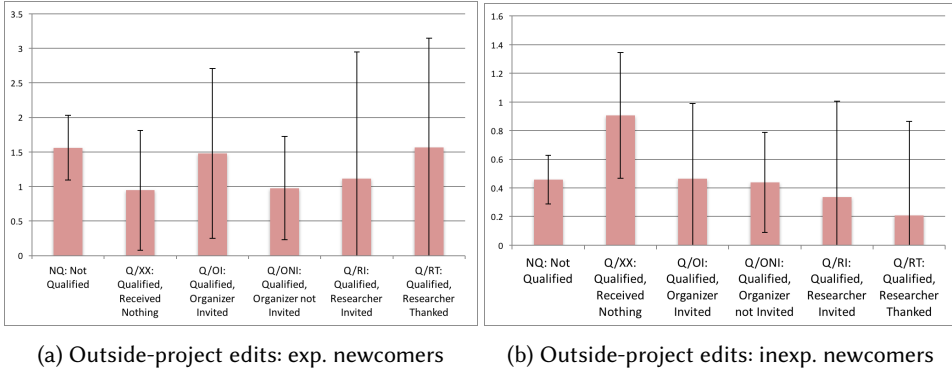 3.5
3
2.5
2
1.5
1
0.5
0
NQ: Not
Qualified
Q/XX:
Qualified,
Received
Nothing
Q/OI:
Qualified,
Organizer
Invited
Q/ONI:
Qualified,
Organizer not
Invited
Q/RI:
Qualified,
Researcher
Invited
Q/RT:
Qualified,
Researcher
Thanked
(a) Outside-project edits: exp. newcomers
1.6
1.4
1.2
1
0.8
0.6
0.4
0.2
0
NQ: Not
Qualified
Q/XX:
Qualified,
Received
Nothing
Q/OI:
Qualified,
Organizer
Invited
Q/ONI:
Qualified,
Organizer
not Invited
Q/RI:
Qualified,
Researcher
Invited
Q/RT:
Qualified,
Researcher
Thanked
(b) Outside-project edits: inexp. newcomers